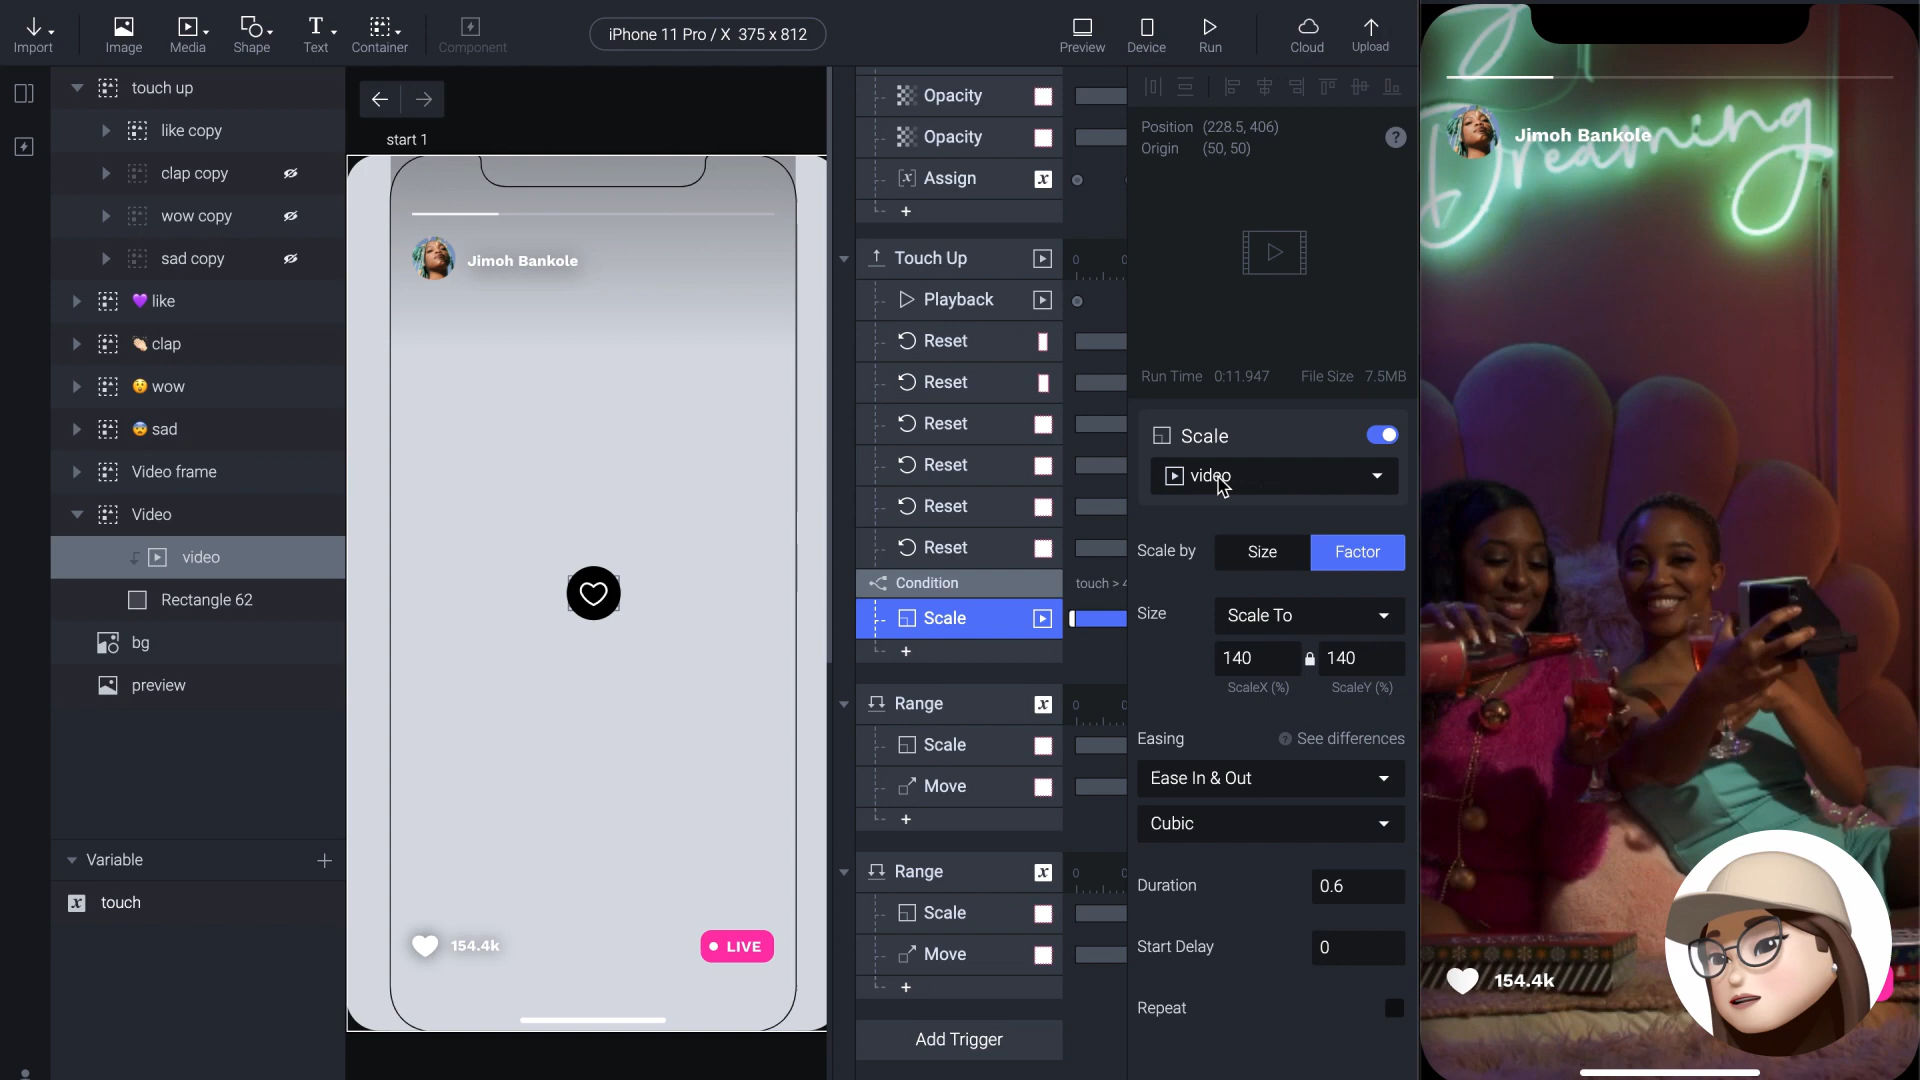 Import
Image
Media
Shape
Text
Container
Component
iPhone 11 Pro / X 375 x 812
Preview
Device
Run
Cloud
Upload
touch up
like copy
clap copy
wow copy
sad copy
💜 like
👏🏻 clap
😲 wow
😨 sad
Video frame
Video
video
Rectangle 62
bg
preview
Variable
touch
start 1
Jimoh Bankole
154.4k
LIVE
Opacity
Opacity
Assign
Touch Up
0
Playback
Reset
Reset
Reset
Reset
Reset
Reset
Condition
touch > 4
Scale
Range
0
Scale
Move
Range
0
Scale
Move
Add Trigger
Position (228.5, 406)
Origin (50, 50)
Run Time 0:11.947 File Size 7.5MB
Scale
video
Scale by Size Factor
Size Scale To
140 140
ScaleX (%) ScaleY (%)
Easing See differences
Ease In & Out
Cubic
Duration 0.6
Start Delay 0
Repeat
Dreaming
Jimoh Bankole
154.4k